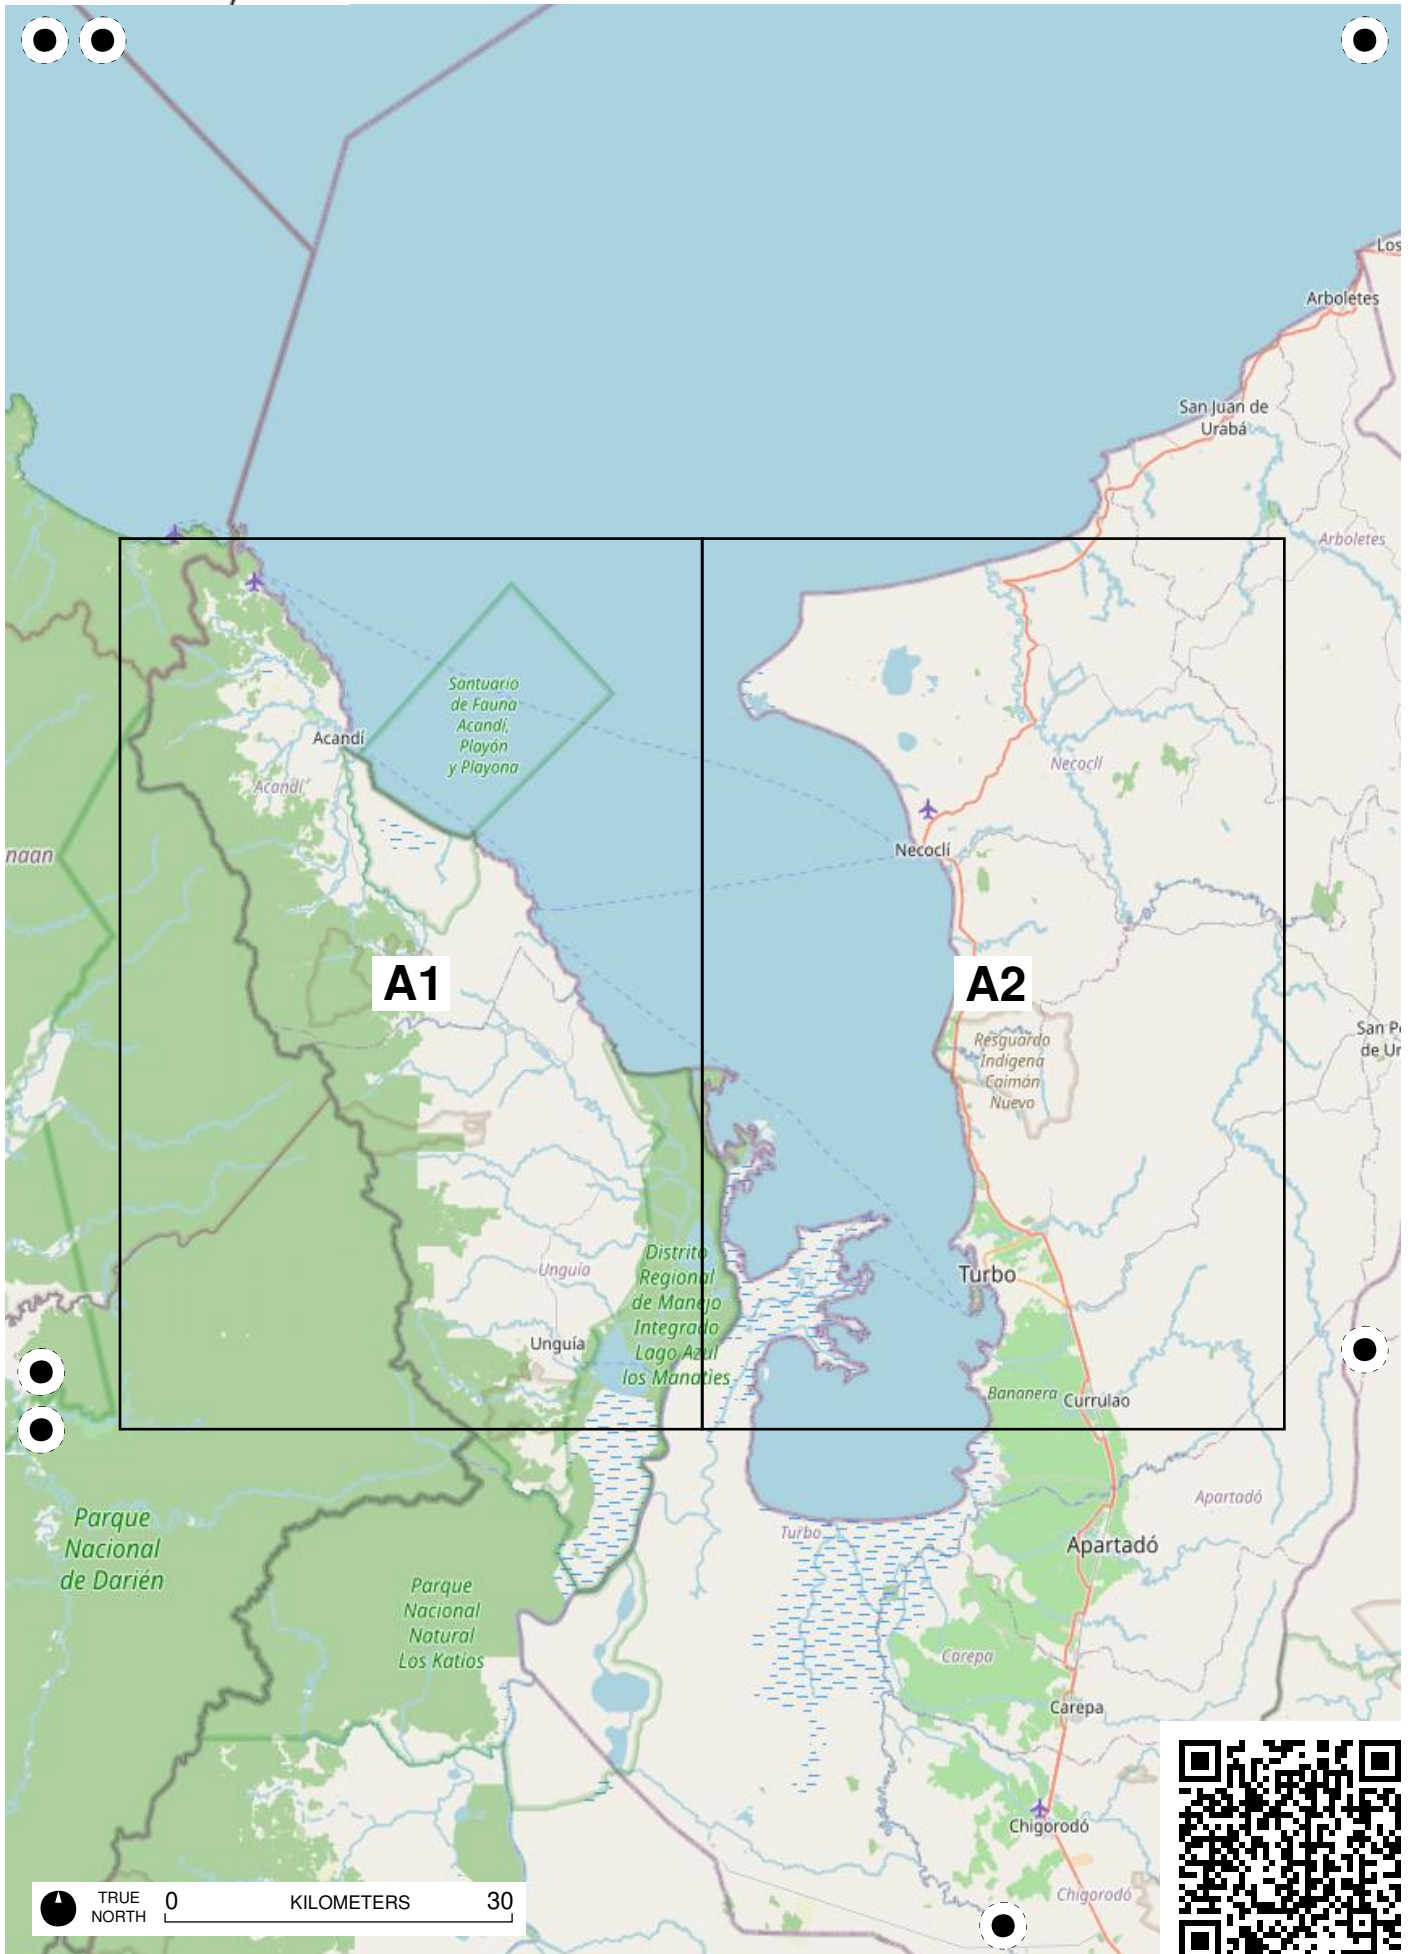 Los
Arboletes
San Juan de
Urabá
Arboletes
Santuario
de Fauna
Acandí,
Playón
y Playona
Acandí
Acandí
Necoclí
naan
Necoclí
A1
A2
San Pe
de Ur
Resguardo
Indígena
Caimán
Nuevo
Distrito
Regional
de Manejo
Integrado
Lago Azul
los Manatíes
Unguía
Turbo
Unguía
Bananera
Currulao
Parque
Nacional
de Darién
Apartadó
Turbo
Apartadó
Parque
Nacional
Natural
Los Katíos
Carepa
Carepa
Chigorodó
Chigorodó
TRUE
NORTH
0 KILOMETERS 30